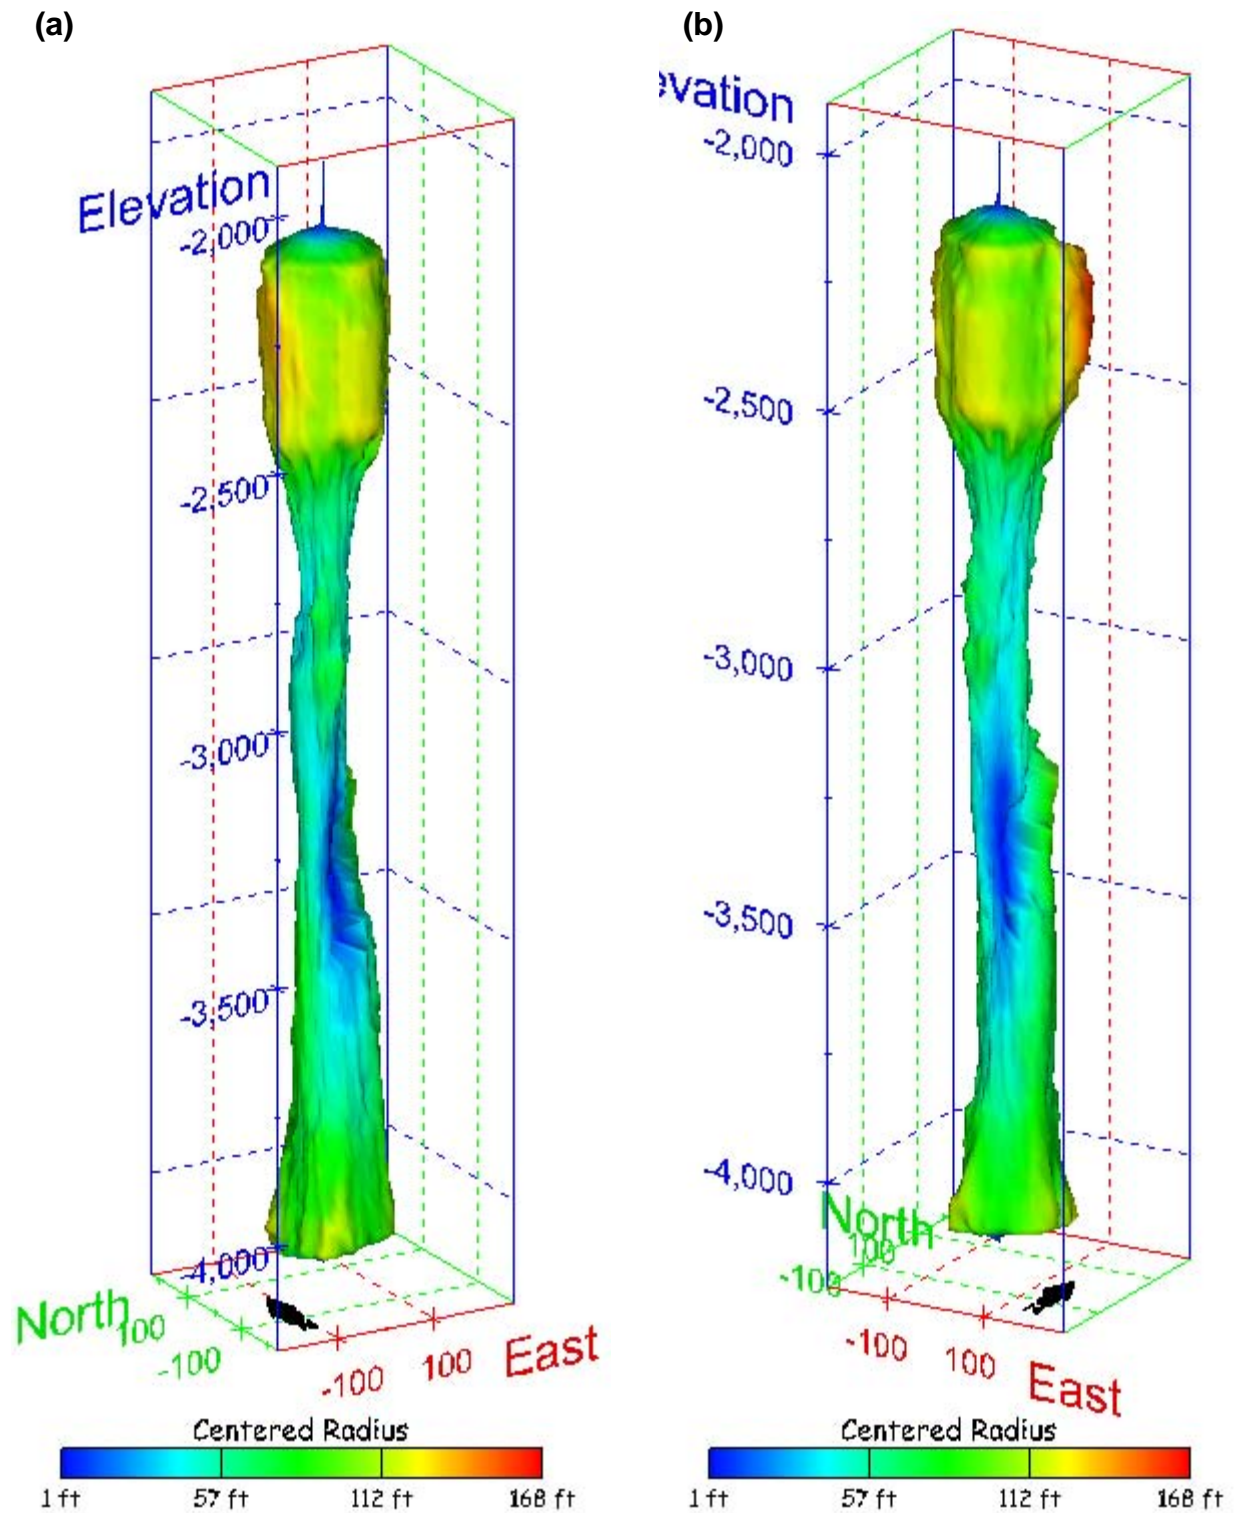 (a)
Elevation
-2,000
-2,500
-3,000
-3,500
-4,000
North
100
-100
-100
100
East
Centered Radius
1 ft
57 ft
112 ft
168 ft
(b)
evation
-2,000
-2,500
-3,000
-3,500
-4,000
North
100
-100
-100
100
East
Centered Radius
1 ft
57 ft
112 ft
168 ft